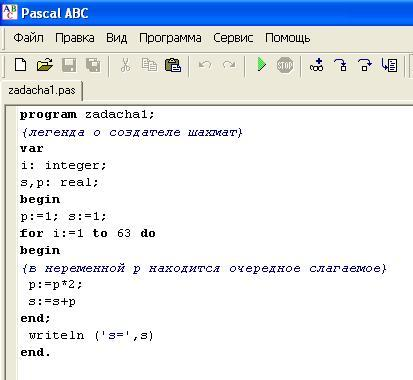 Pascal ABC
Файл Правка Вид Программа Сервис Помощь
zadacha1.pas
program zadacha1;
{легенда о создателе шахмат}
var
i: integer;
s,p: real;
begin
p:=1; s:=1;
for i:=1 to 63 do
begin
{в неременной р находится очередное слагаемое}
p:=p*2;
s:=s+p
end;
writeln ('s=',s)
end.